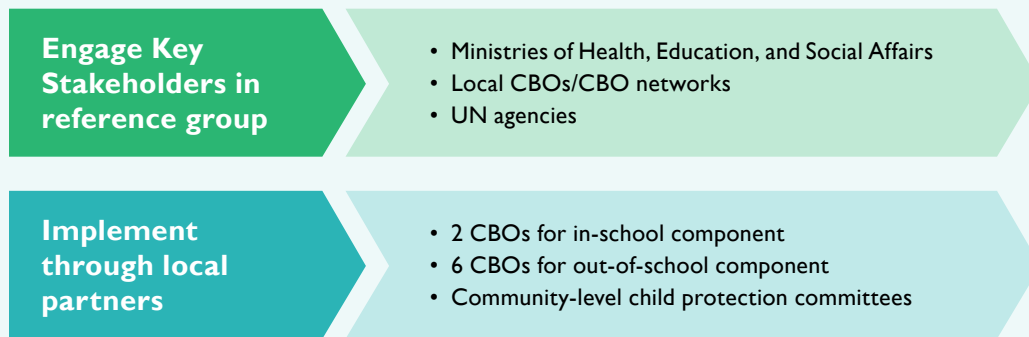 Engage Key
Stakeholders in
reference group
• Ministries of Health, Education, and Social Affairs
• Local CBOs/CBO networks
• UN agencies
Implement
through local
partners
• 2 CBOs for in-school component
• 6 CBOs for out-of-school component
• Community-level child protection committees